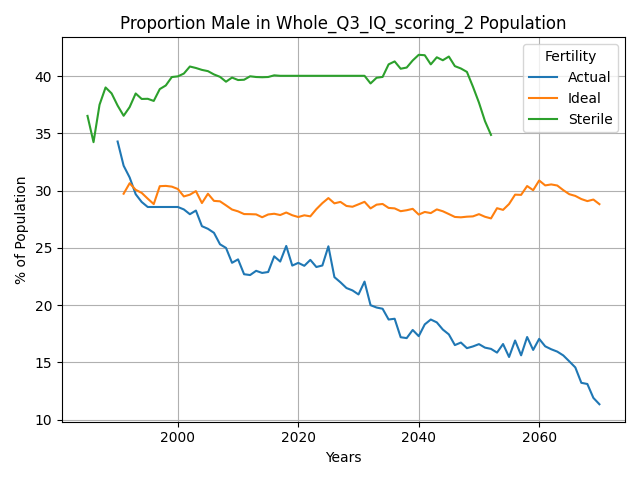 Proportion Male in Whole_Q3_IQ_scoring_2 Population
Fertility
Actual
Ideal
Sterile
% of Population
40
35
30
25
20
15
10
2000
2020
2040
2060
Years